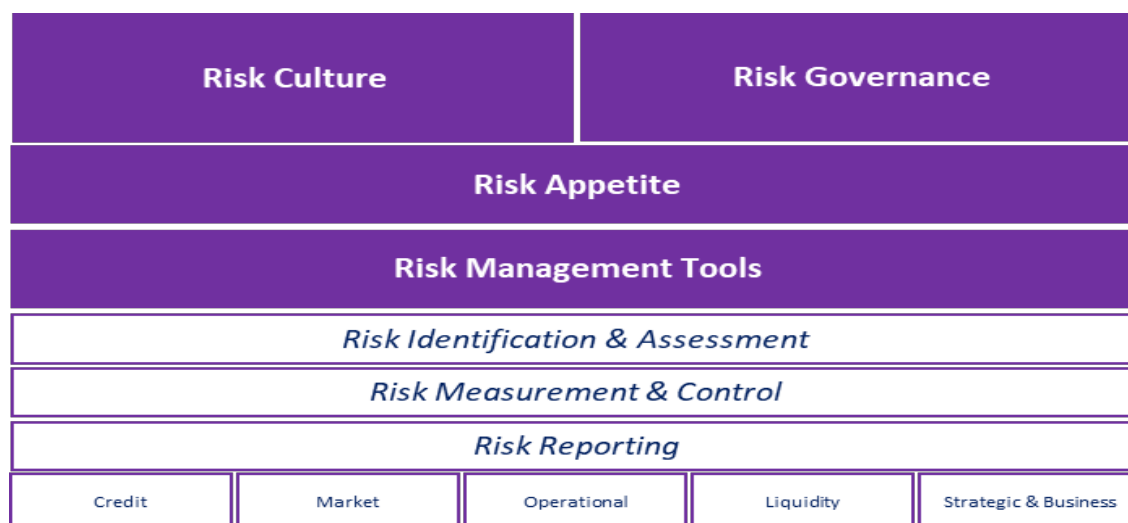 Risk Culture
Risk Governance
Risk Appetite
Risk Management Tools
Risk Identification & Assessment
Risk Measurement & Control
Risk Reporting
Credit
Market
Operational
Liquidity
Strategic & Business